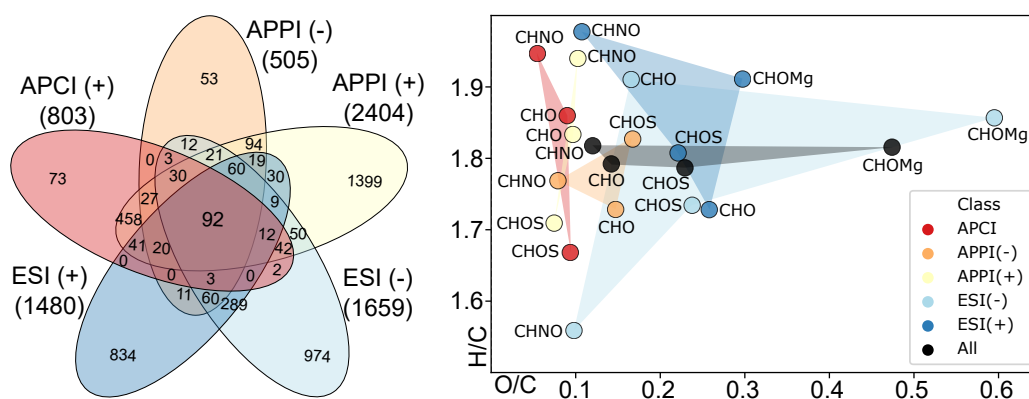 APPI (-)
(505)
APCI (+)
(803)
APPI (+)
(2404)
ESI (+)
(1480)
ESI (-)
(1659)
53
73
1399
834
974
12
94
0
3
21
19
30
60
30
27
9
458
92
12
50
41
20
42
0
0
3
0
2
11
60
289
H/C
1.9
1.8
1.7
1.6
O/C
0.1
0.2
0.3
0.4
0.5
0.6
CHNO
CHNO
CHNO
CHO
CHOMg
CHO
CHO
CHOS
CHOMg
CHNO
CHOS
CHOMg
CHNO
CHO
CHOS
CHOS
CHO
CHO
CHOS
CHOS
CHNO
Class
APCI
APPI(-)
APPI(+)
ESI(-)
ESI(+)
All